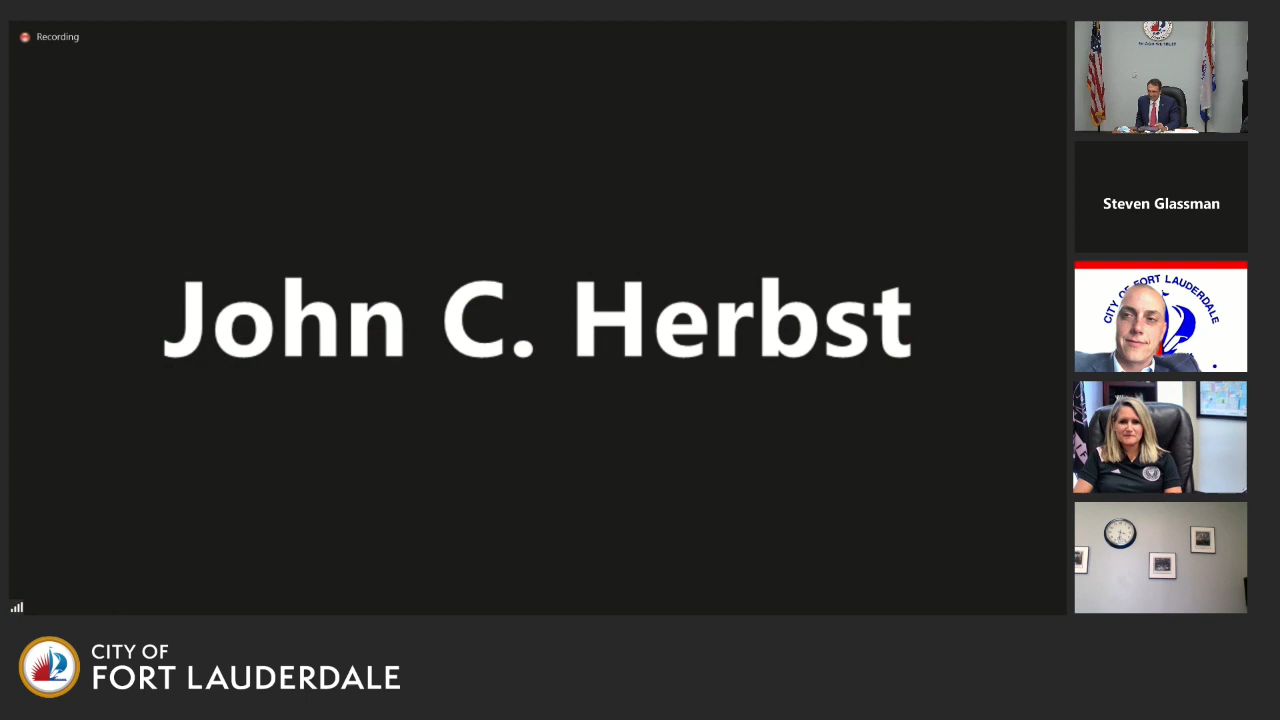 Recording
John C. Herbst
Steven Glassman
CITY OF FORT LAUDERDALE
CITY OF
FORT LAUDERDALE